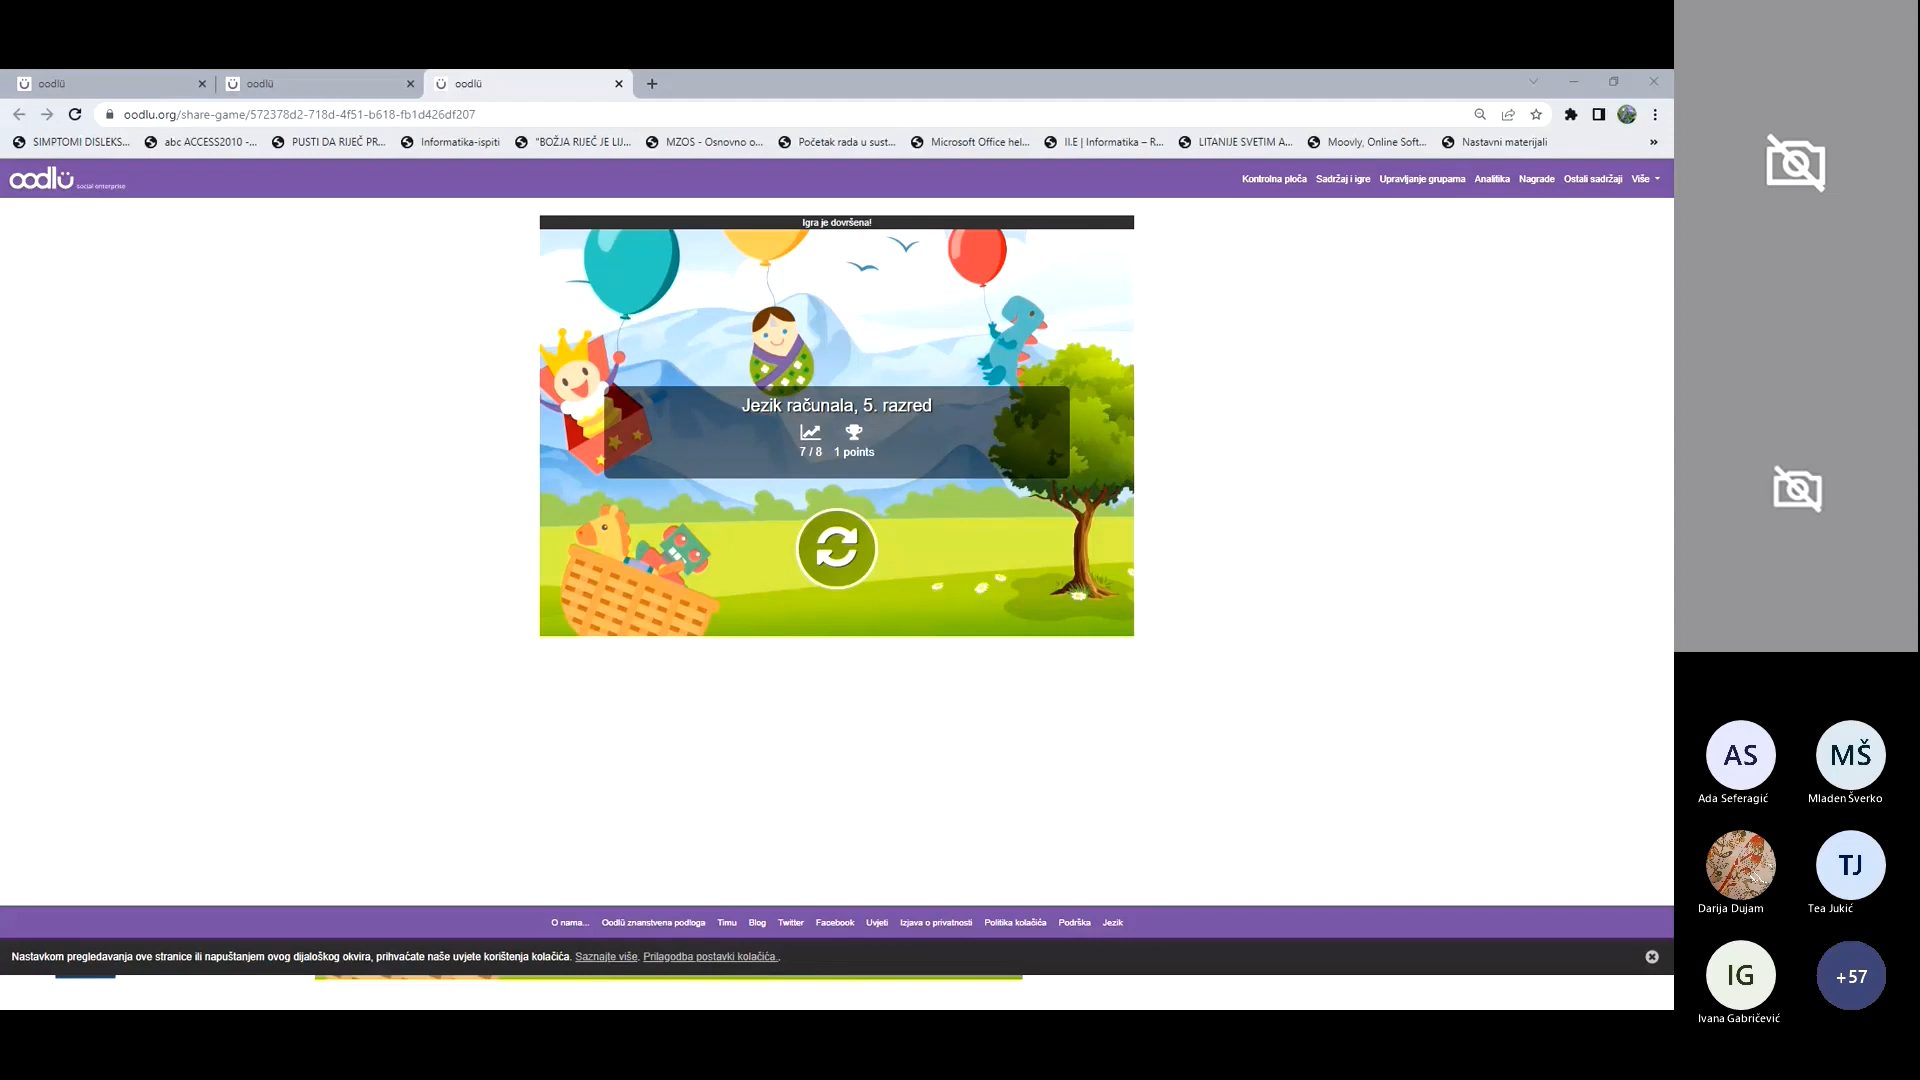 oodlü
oodlü
oodlü
oodlu.org/share-game/572378d2-718d-4f51-b618-fb1d426df207
SIMPTOMI DISLEKS... abc ACCESS2010 -... PUSTI DA RIJEČ PR... Informatika-ispiti "BOŽJA RIJEČ JE LIJ... MZOS - Osnovno o... Početak rada u sust... Microsoft Office hel... II.E | Informatika – R... LITANIJE SVETIM A... Moovly, Online Soft... Nastavni materijali »
oodlü social enterprise
Kontrolna ploča Sadržaj i igre Upravljanje grupama Analitika Nagrade Ostali sadržaji Više
Igra je dovršena!
Jezik računala, 5. razred
7 / 8 1 points
O nama... Oodlü znanstvena podloga Timu Blog Twitter Facebook Uvjeti Izjava o privatnosti Politika kolačića Podrška Jezik
Nastavkom pregledavanja ove stranice ili napuštanjem ovog dijaloškog okvira, prihvaćate naše uvjete korištenja kolačića. Saznajte više. Prilagodba postavki kolačića..
AS MŠ
Ada Seferagić Mladen Šverko
TJ
Darija Dujam Tea Jukić
IG +57
Ivana Gabričević